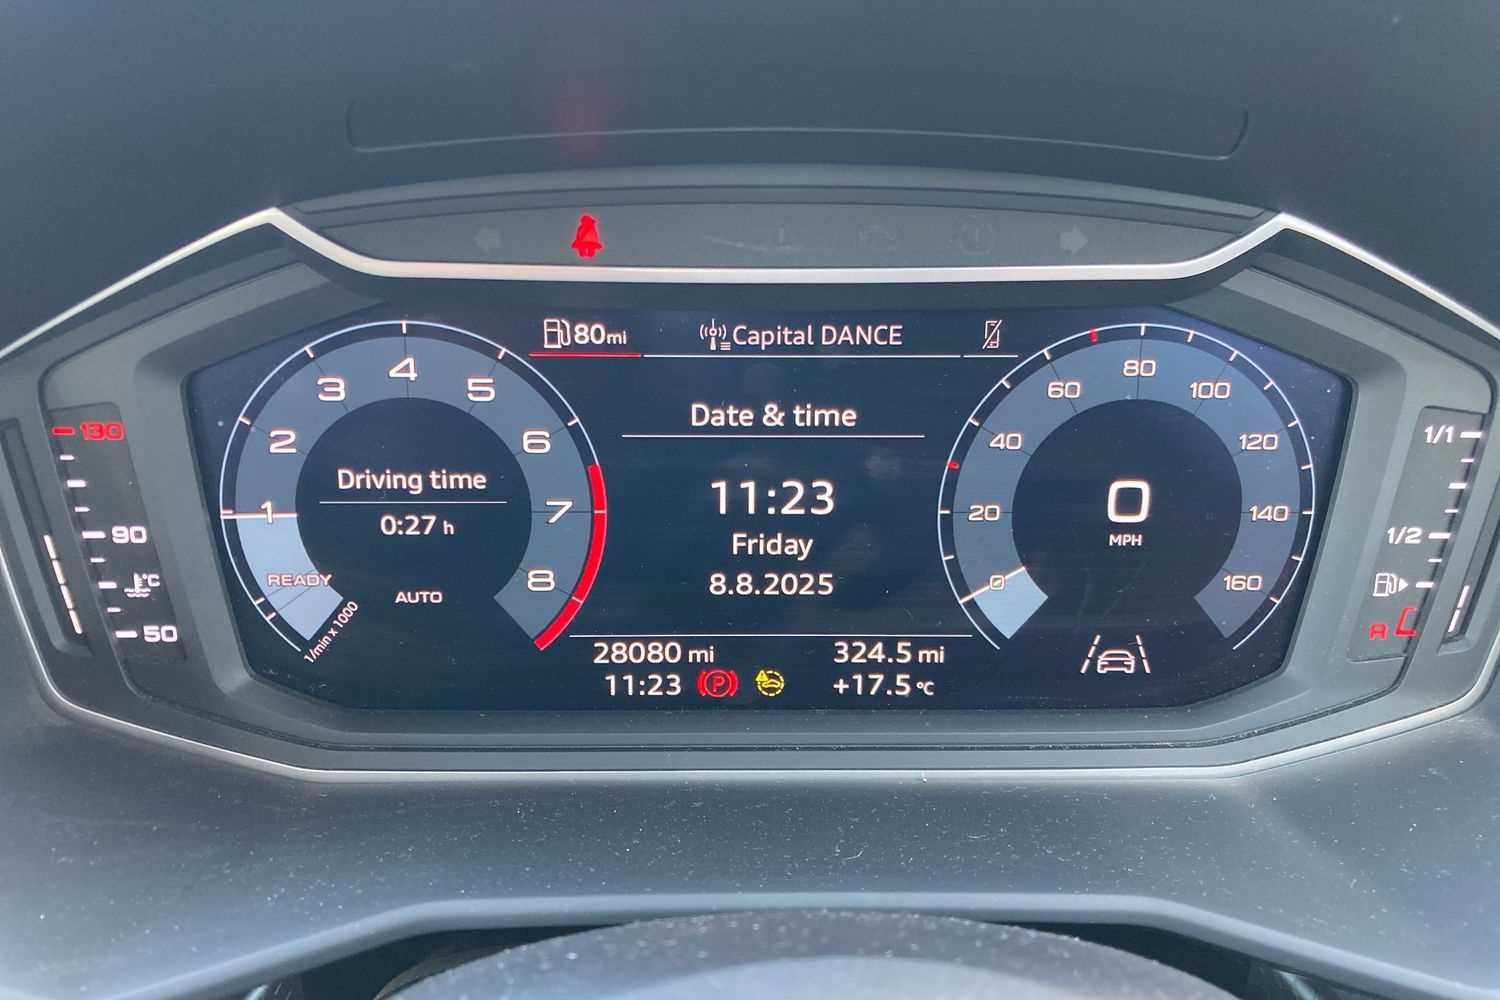 80 mi
Capital DANCE
Date & time
11:23
Friday
8.8.2025
28080 mi
324.5 mi
11:23
P
+17.5 °C
Driving time
0:27 h
AUTO
READY
1
2
3
4
5
6
7
8
1/min x 1000
0
MPH
0
20
40
60
80
100
120
140
160
130
90
°C
50
1/1
1/2
R